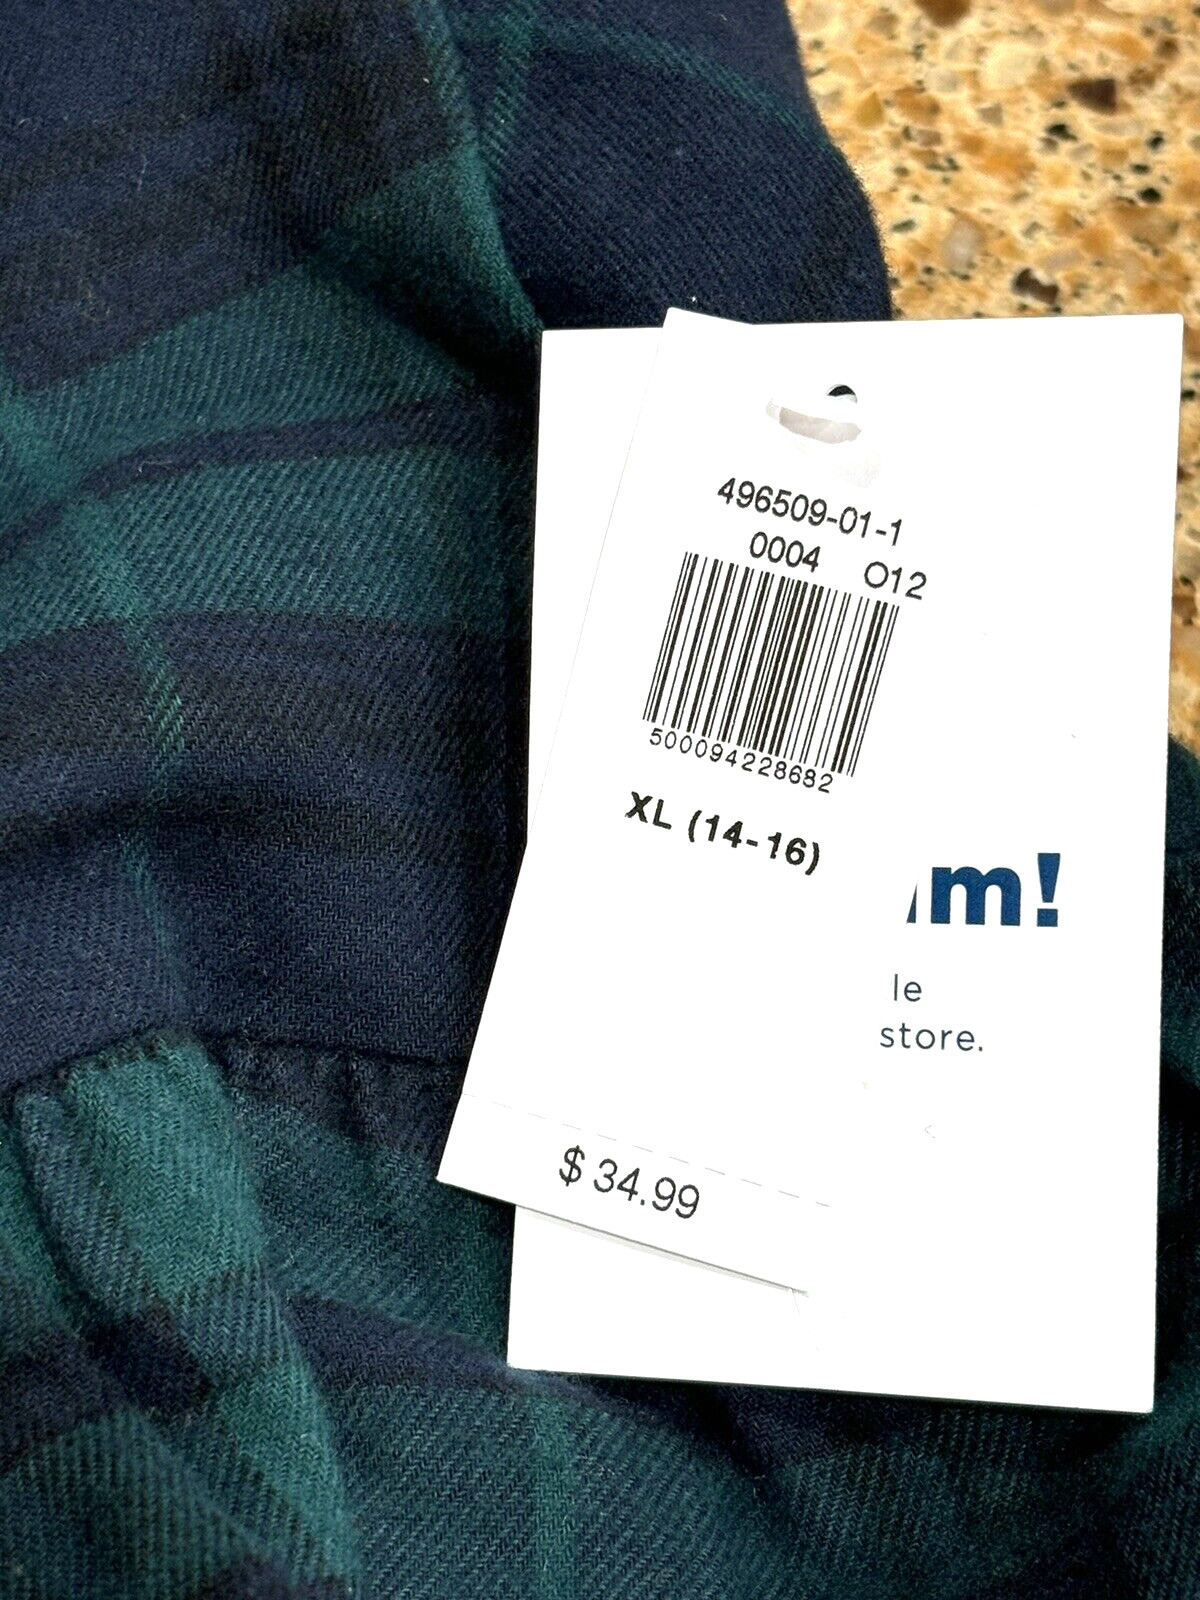 496509-01-1
0004 O12
500094228682
XL (14-16)
m!
le
store.
$ 34.99